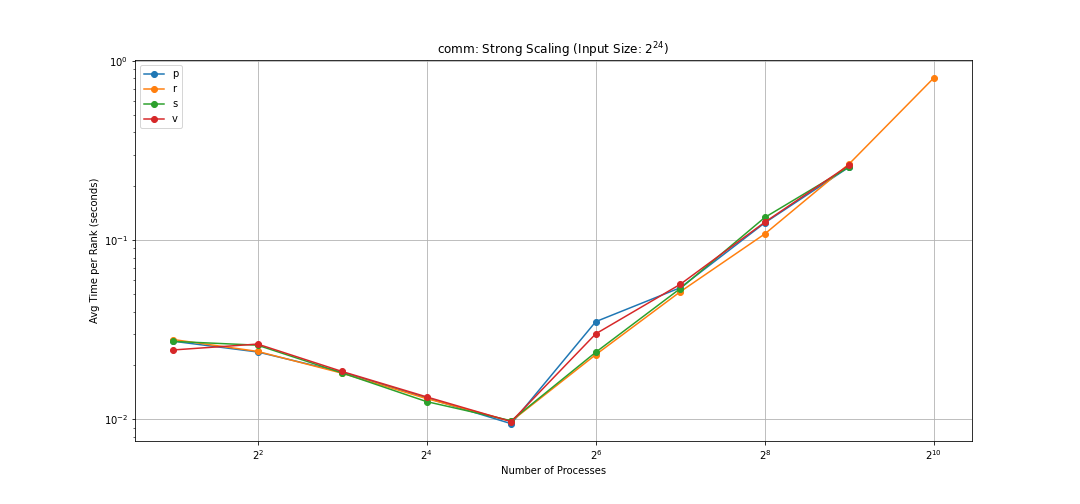 comm: Strong Scaling (Input Size: 2^24)
p
r
s
v
Avg Time per Rank (seconds)
10^0
10^−1
10^−2
2^2 2^4 2^6 2^8 2^10
Number of Processes